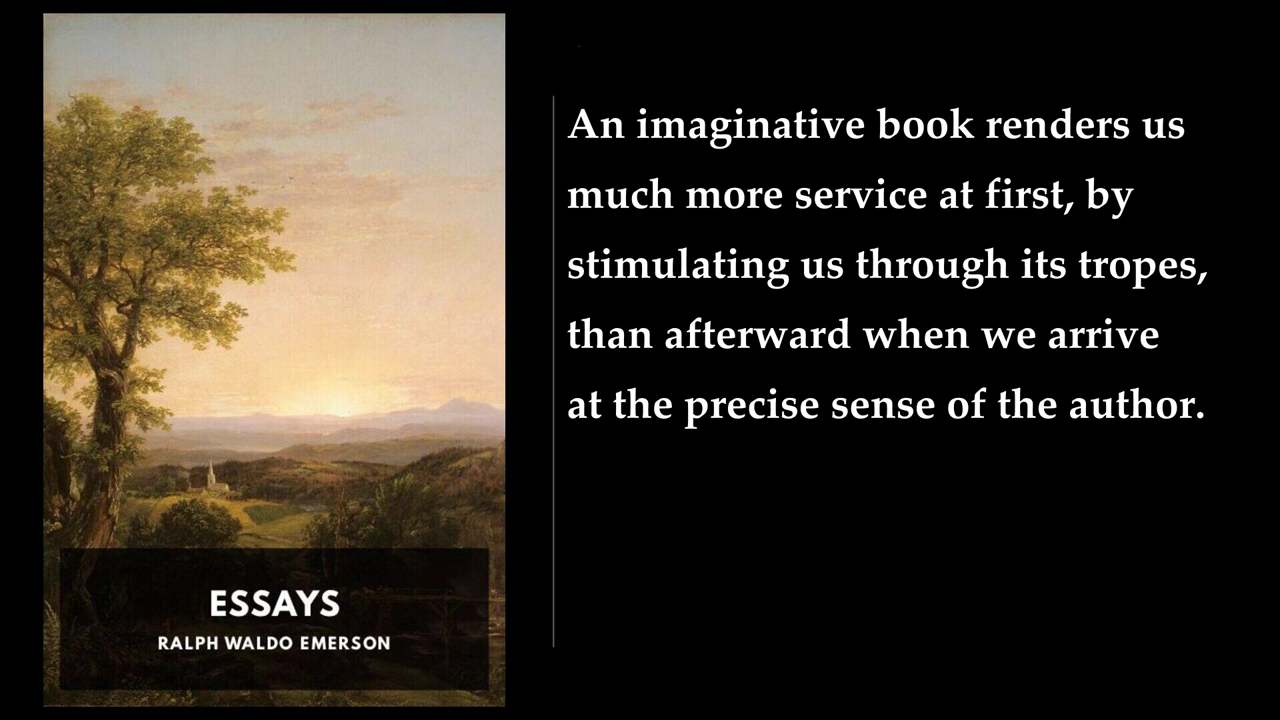 ESSAYS
RALPH WALDO EMERSON
An imaginative book renders us
much more service at first, by
stimulating us through its tropes,
than afterward when we arrive
at the precise sense of the author.